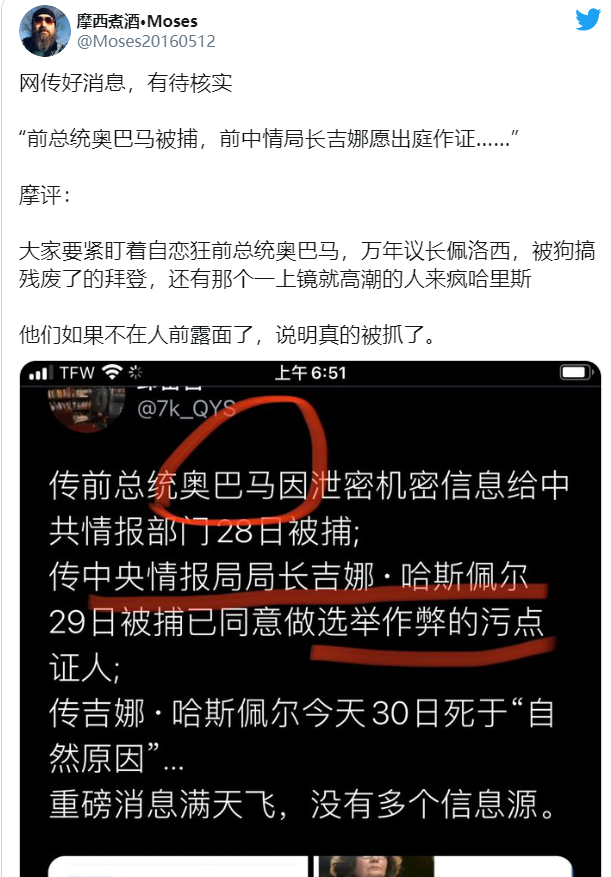 摩西煮酒•Moses
@Moses20160512
网传好消息，有待核实
“前总统奥巴马被捕，前中情局长吉娜愿出庭作证……”
摩评：
大家要紧盯着自恋狂前总统奥巴马，万年议长佩洛西，被狗搞
残废了的拜登，还有那个一上镜就高潮的人来疯哈里斯
他们如果不在人前露面了，说明真的被抓了。
TFW 上午6:51
@7k_QYS
传前总统奥巴马因泄密机密信息给中
共情报部门28日被捕;
传中央情报局局长吉娜·哈斯佩尔
29日被捕已同意做选举作弊的污点
证人;
传吉娜·哈斯佩尔今天30日死于“自
然原因”...
重磅消息满天飞，没有多个信息源。